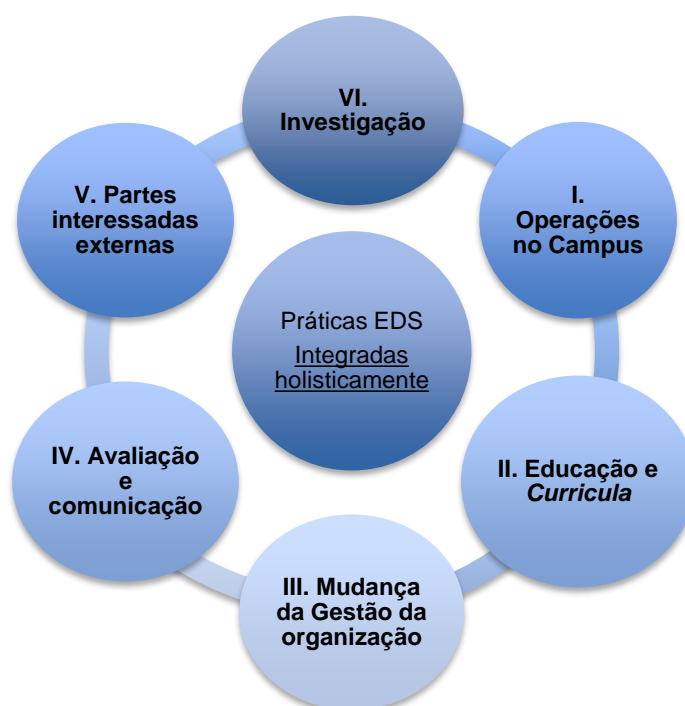 VI.
Investigação
I.
Operações
no Campus
II. Educação e
Curricula
III. Mudança
da Gestão da
organização
IV. Avaliação
e
comunicação
V. Partes
interessadas
externas
Práticas EDS
Integradas
holisticamente